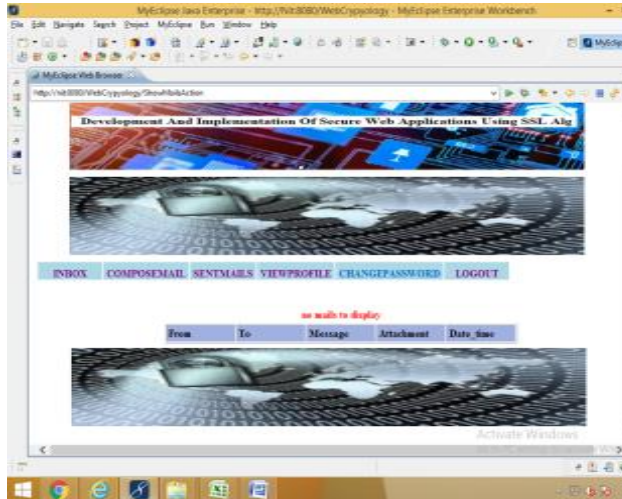 MyEclipse Java Enterprise - http://Nit:8080/WebCrypyology - MyEclipse Enterprise Workbench
File Edit Navigate Search Project MyEclipse Run Window Help
MyEclipse Web Browser
http://nit:8080/WebCrypyology/ShowMailsAction
Development And Implementation Of Secure Web Applications Using SSL Alg
INBOX COMPOSEMAIL SENTMAILS VIEWPROFILE CHANGEPASSWORD LOGOUT
no mails to display
From To Message Attachment Date_time
Activate Windows